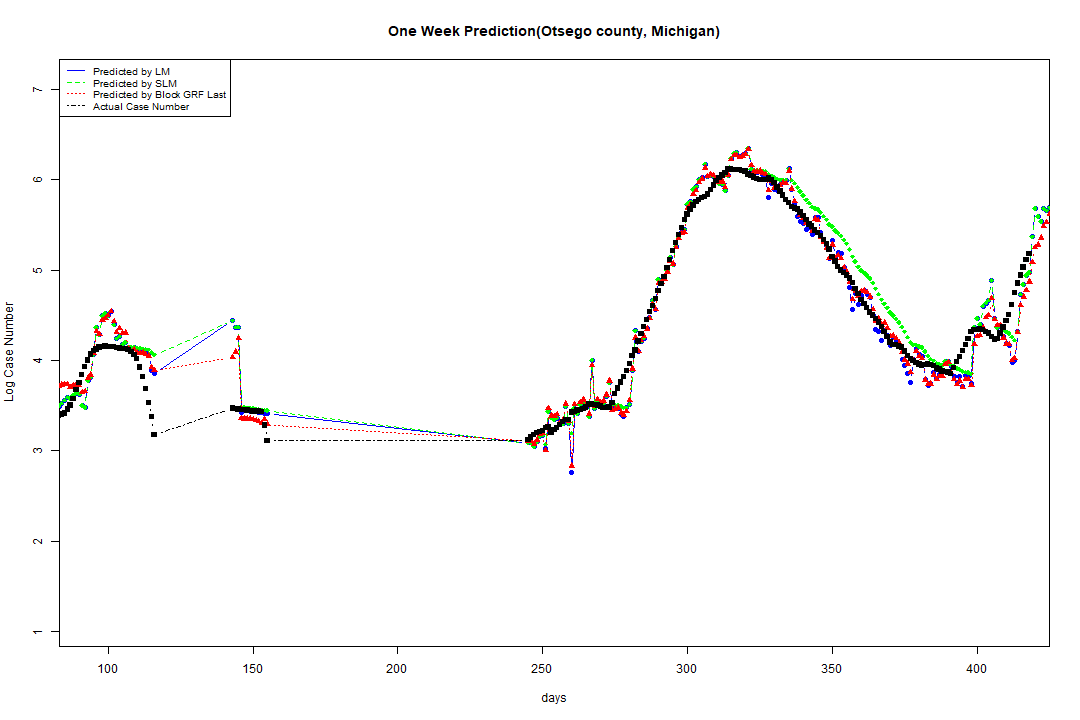 One Week Prediction(Otsego county, Michigan)
Predicted by LM
Predicted by SLM
Predicted by Block GRF Last
Actual Case Number
7
6
5
4
3
2
1
Log Case Number
100 150 200 250 300 350 400
days